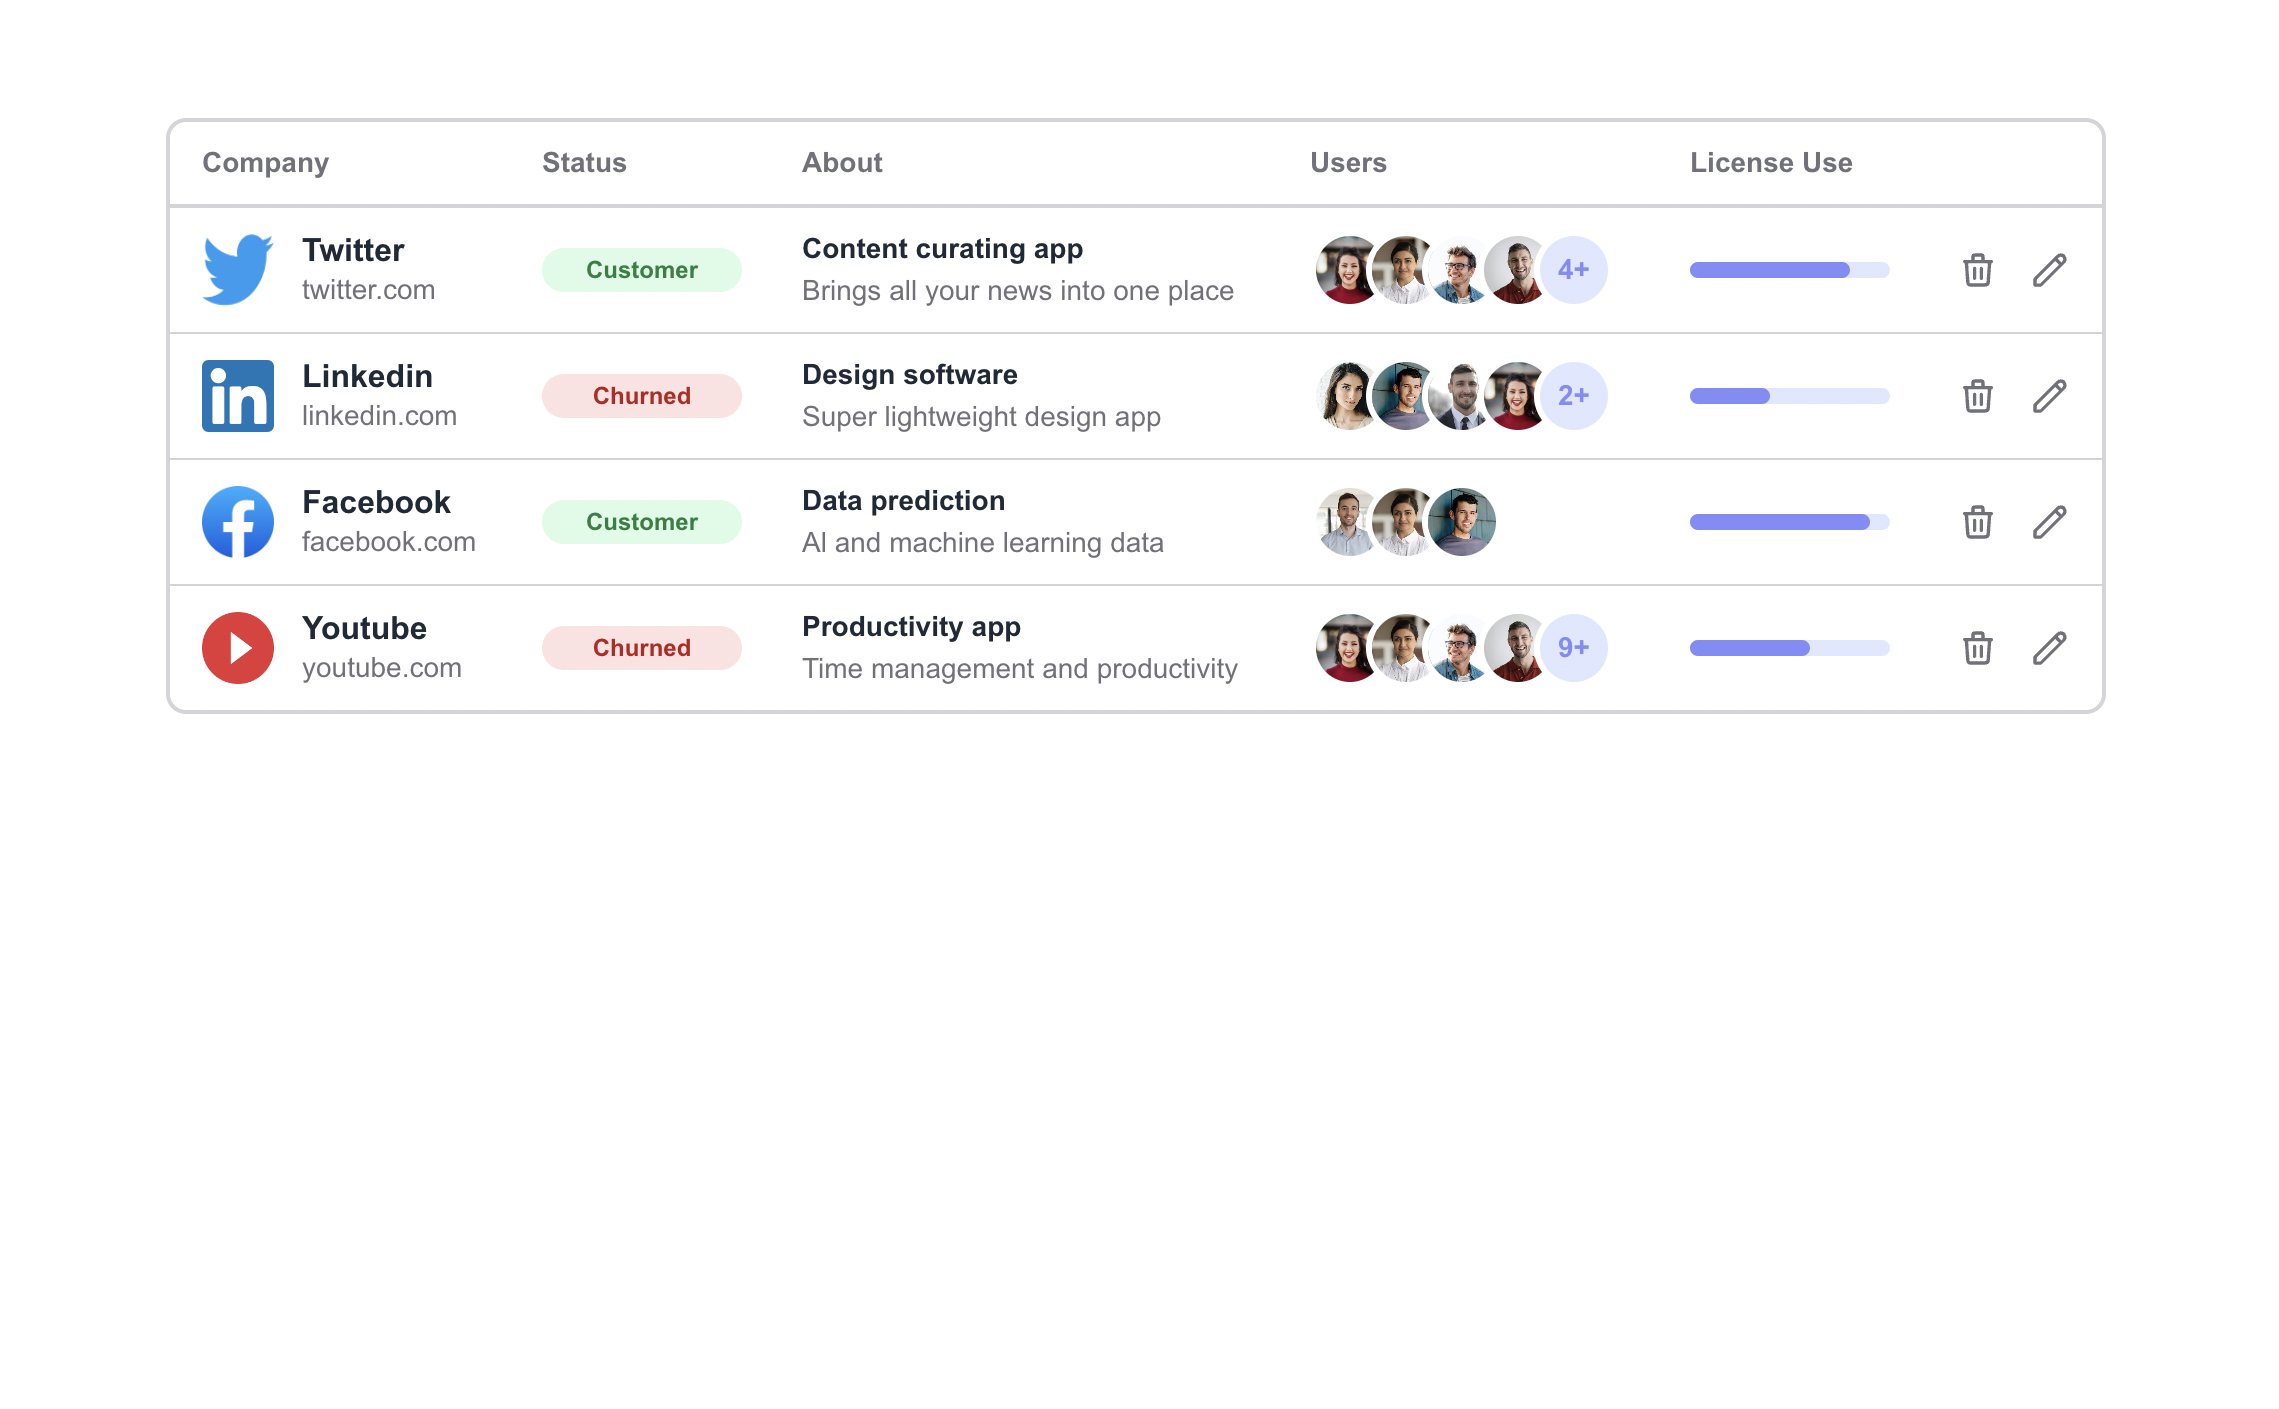 Company Status About Users License Use
Twitter
twitter.com
Customer
Content curating app
Brings all your news into one place
4+
Linkedin
linkedin.com
Churned
Design software
Super lightweight design app
2+
Facebook
facebook.com
Customer
Data prediction
AI and machine learning data
Youtube
youtube.com
Churned
Productivity app
Time management and productivity
9+